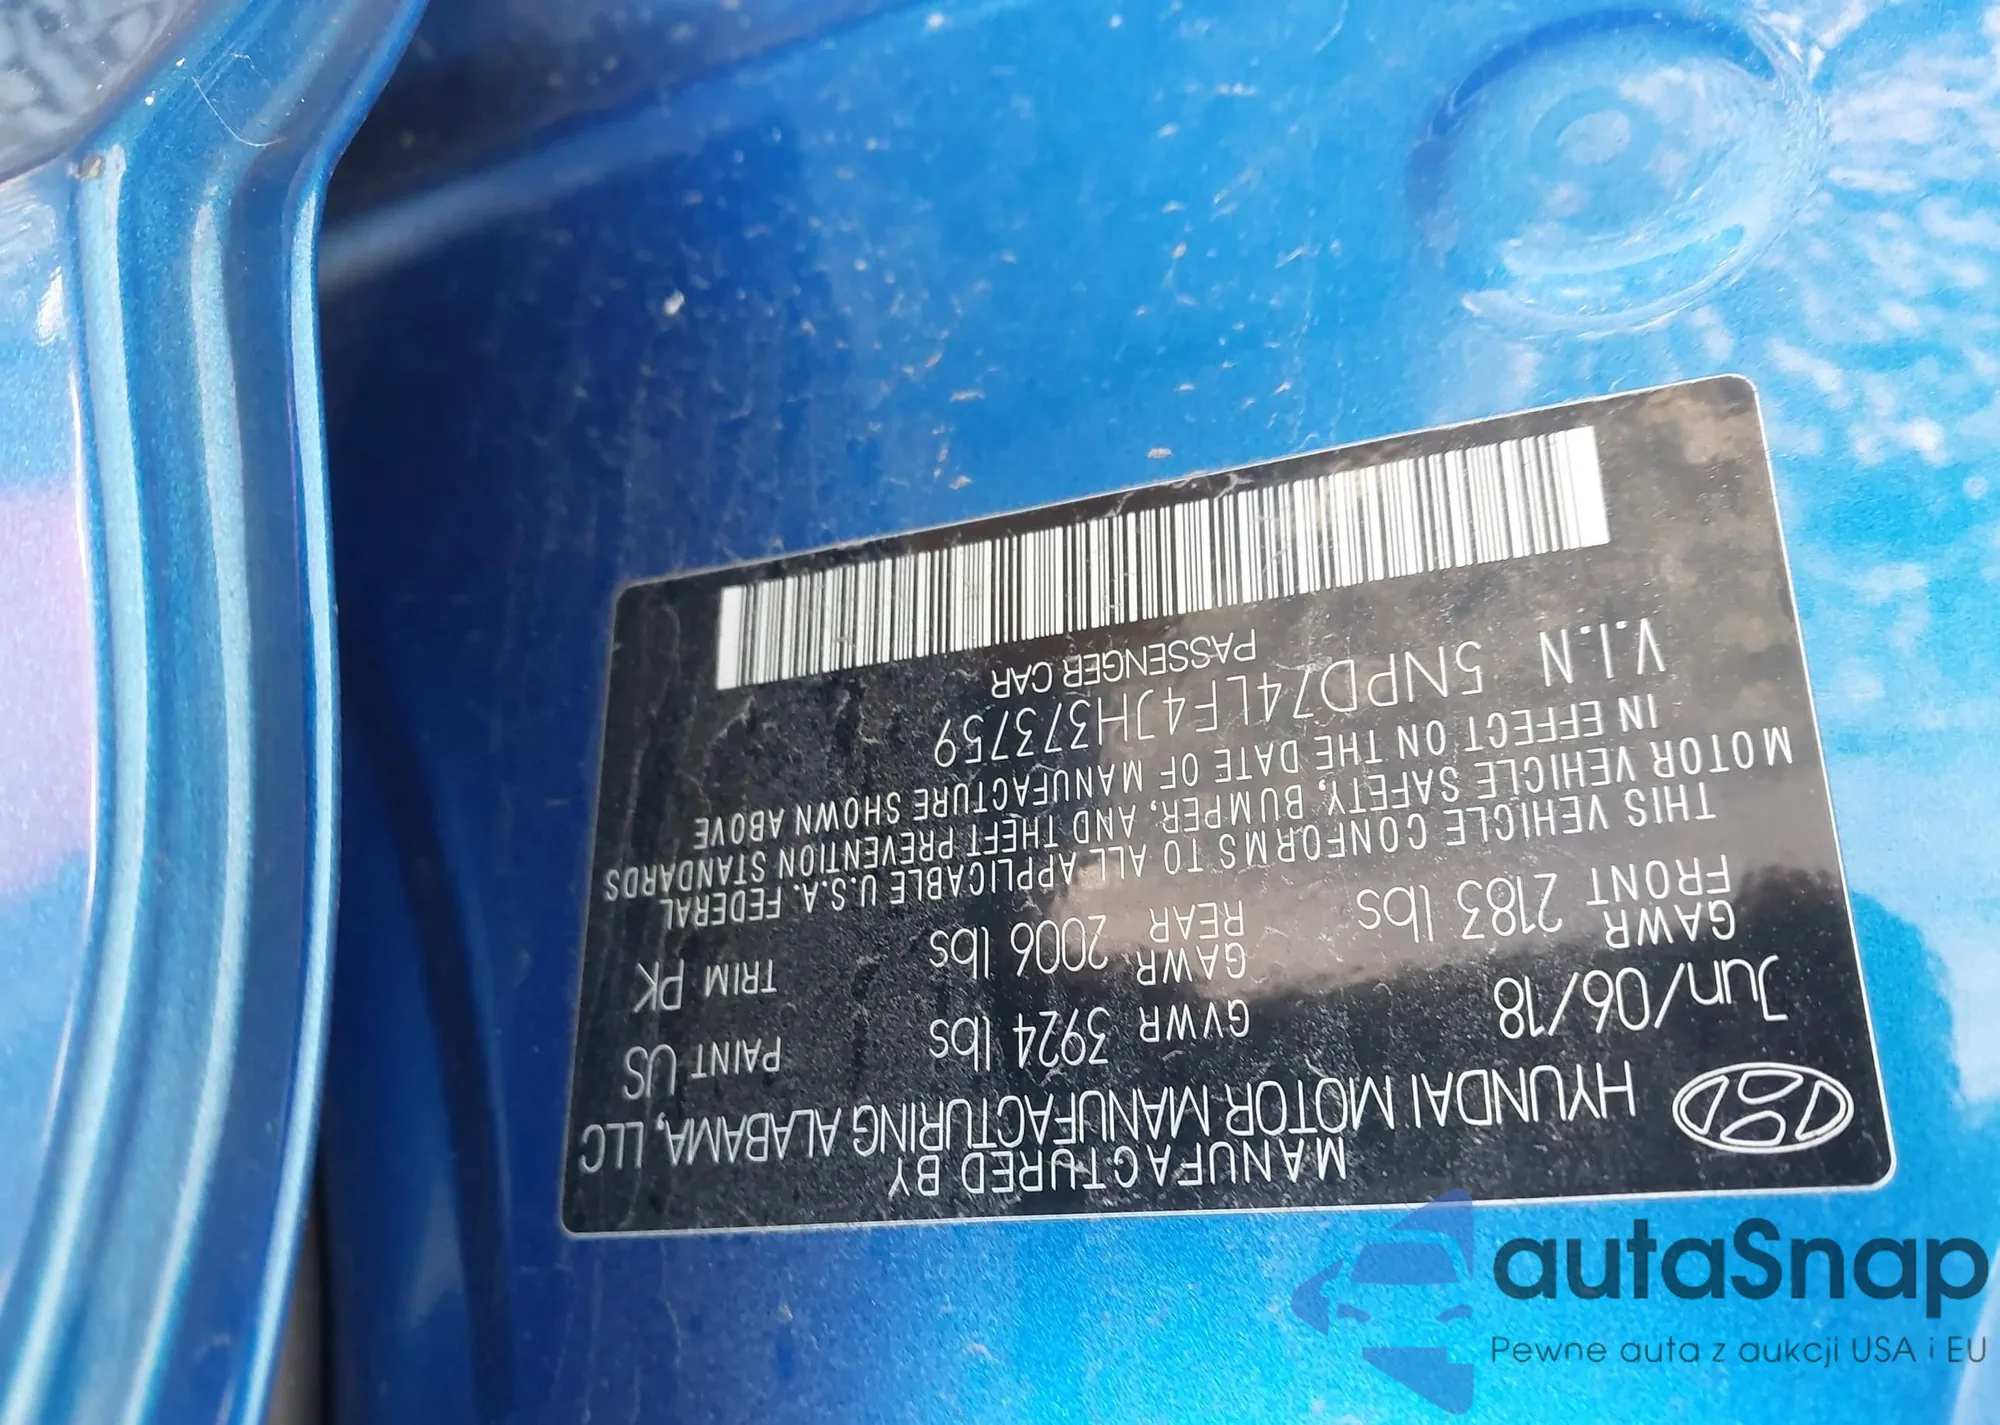 MANUFACTURED BY
HYUNDAI MOTOR MANUFACTURING ALABAMA, LLC
Jun/06/18 GVWR 3924 lbs PAINT US
GAWR FRONT 2183 lbs GAWR REAR 2006 lbs TRIM PK
THIS VEHICLE CONFORMS TO ALL APPLICABLE U.S.A. FEDERAL
MOTOR VEHICLE SAFETY, BUMPER, AND THEFT PREVENTION STANDARDS
IN EFFECT ON THE DATE OF MANUFACTURE SHOWN ABOVE
V.I.N 5NPD74LF4JH373759
PASSENGER CAR
autaSnap
Pewne auta z aukcji USA i EU